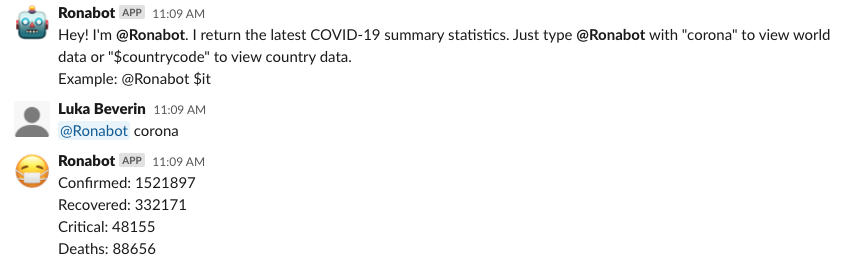 Ronabot APP 11:09 AM
Hey! I'm @Ronabot. I return the latest COVID-19 summary statistics. Just type @Ronabot with "corona" to view world
data or "$countrycode" to view country data.
Example: @Ronabot $it
Luka Beverin 11:09 AM
@Ronabot corona
Ronabot APP 11:09 AM
Confirmed: 1521897
Recovered: 332171
Critical: 48155
Deaths: 88656